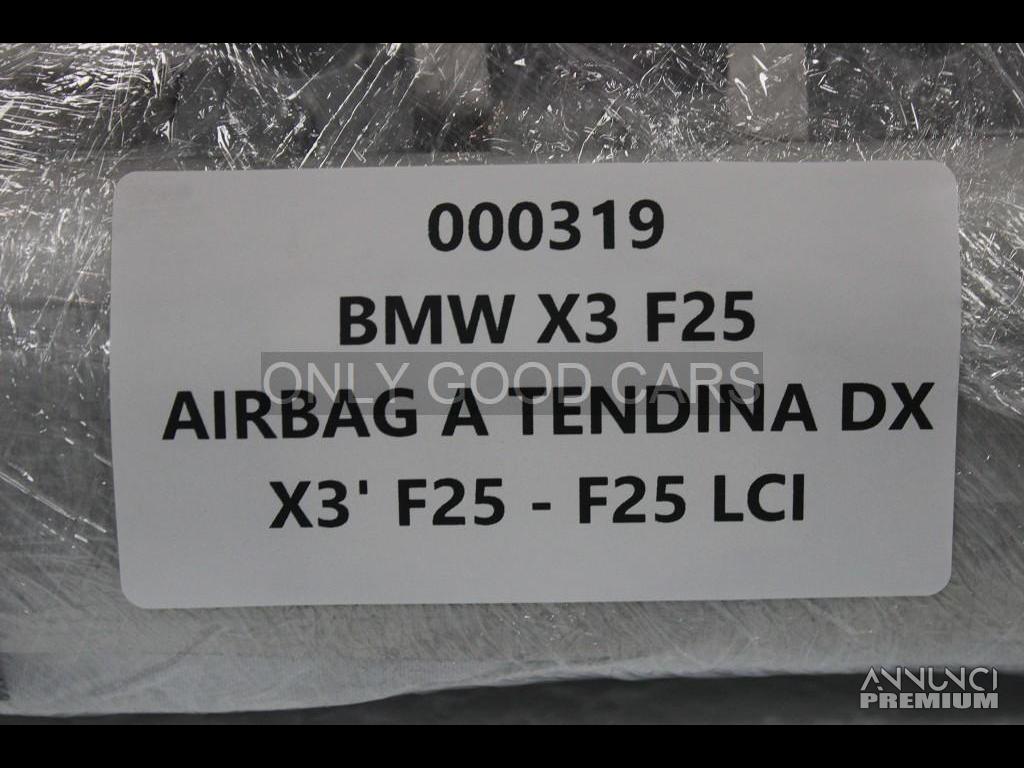 000319
BMW X3 F25
ONLY GOOD CARS
AIRBAG A TENDINA DX
X3' F25 - F25 LCI
ANNUNCI
PREMIUM